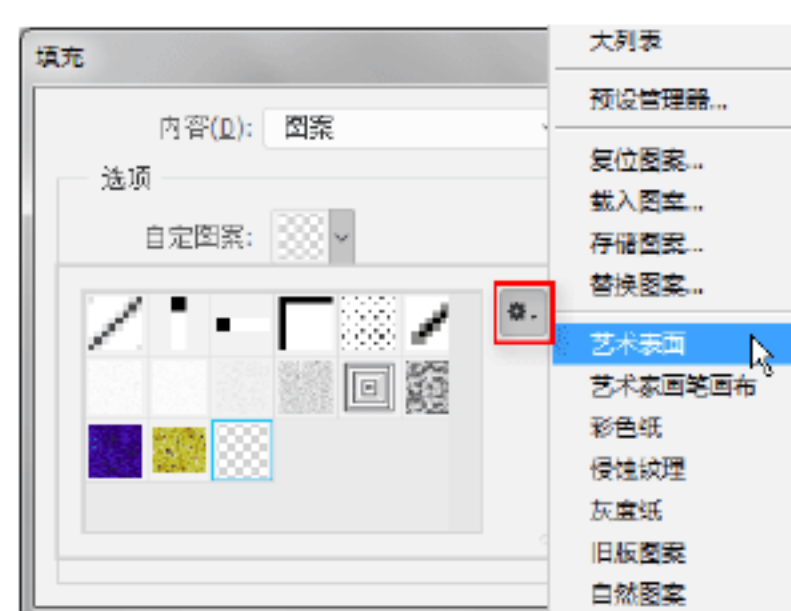 填充
内容(D): 图案
选项
自定图案:
大列表
预设管理器...
复位图案...
载入图案...
存储图案...
替换图案...
艺术表面
艺术家画笔画布
彩色纸
侵蚀纹理
灰度纸
旧版图案
自然图案